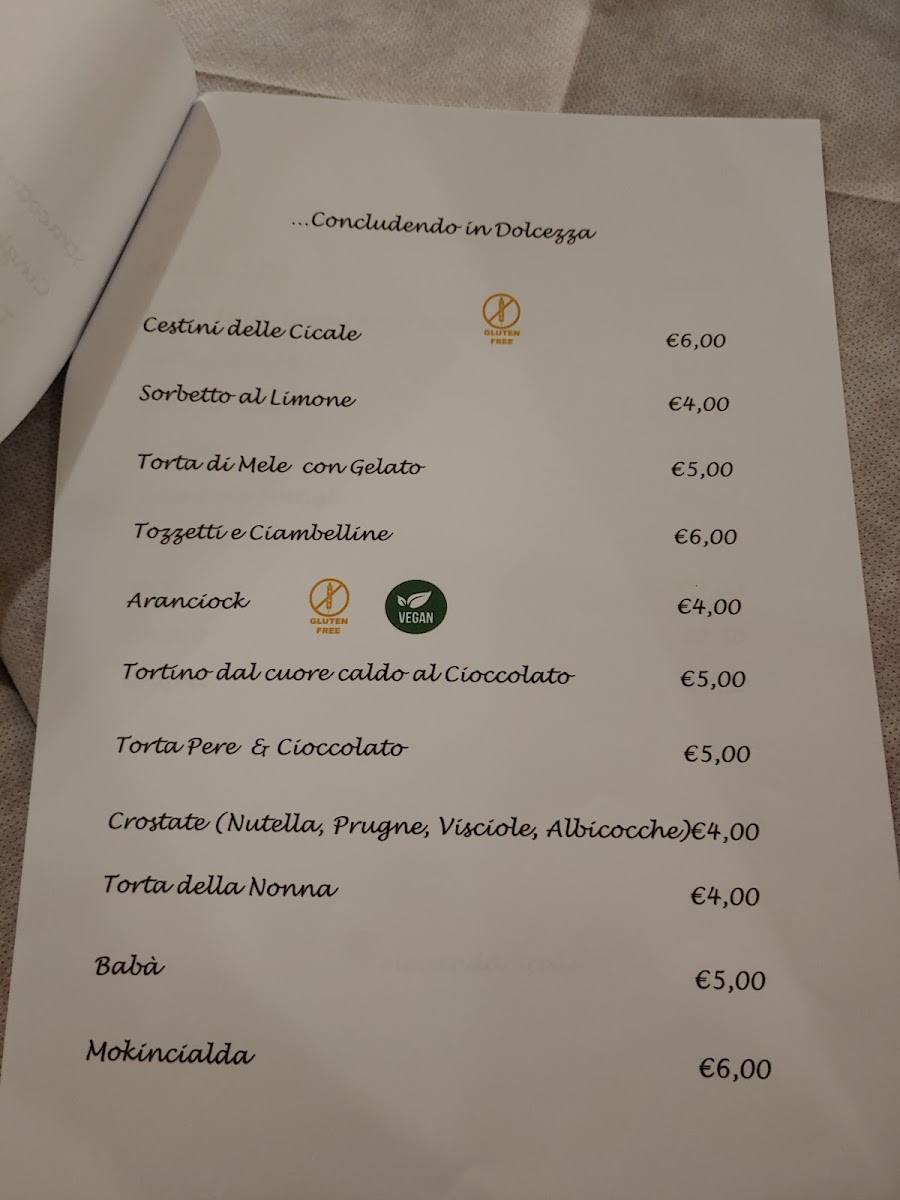 ...Concludendo in Dolcezza
Cestini delle Cicale GLUTEN FREE €6,00
Sorbetto al Limone €4,00
Torta di Mele con Gelato €5,00
Tozzetti e Ciambelline €6,00
Aranciock GLUTEN FREE VEGAN €4,00
Tortino dal cuore caldo al Cioccolato €5,00
Torta Pere & Cioccolato €5,00
Crostate (Nutella, Prugne, Visciole, Albicocche)€4,00
Torta della Nonna €4,00
Babà €5,00
Mokincialda €6,00